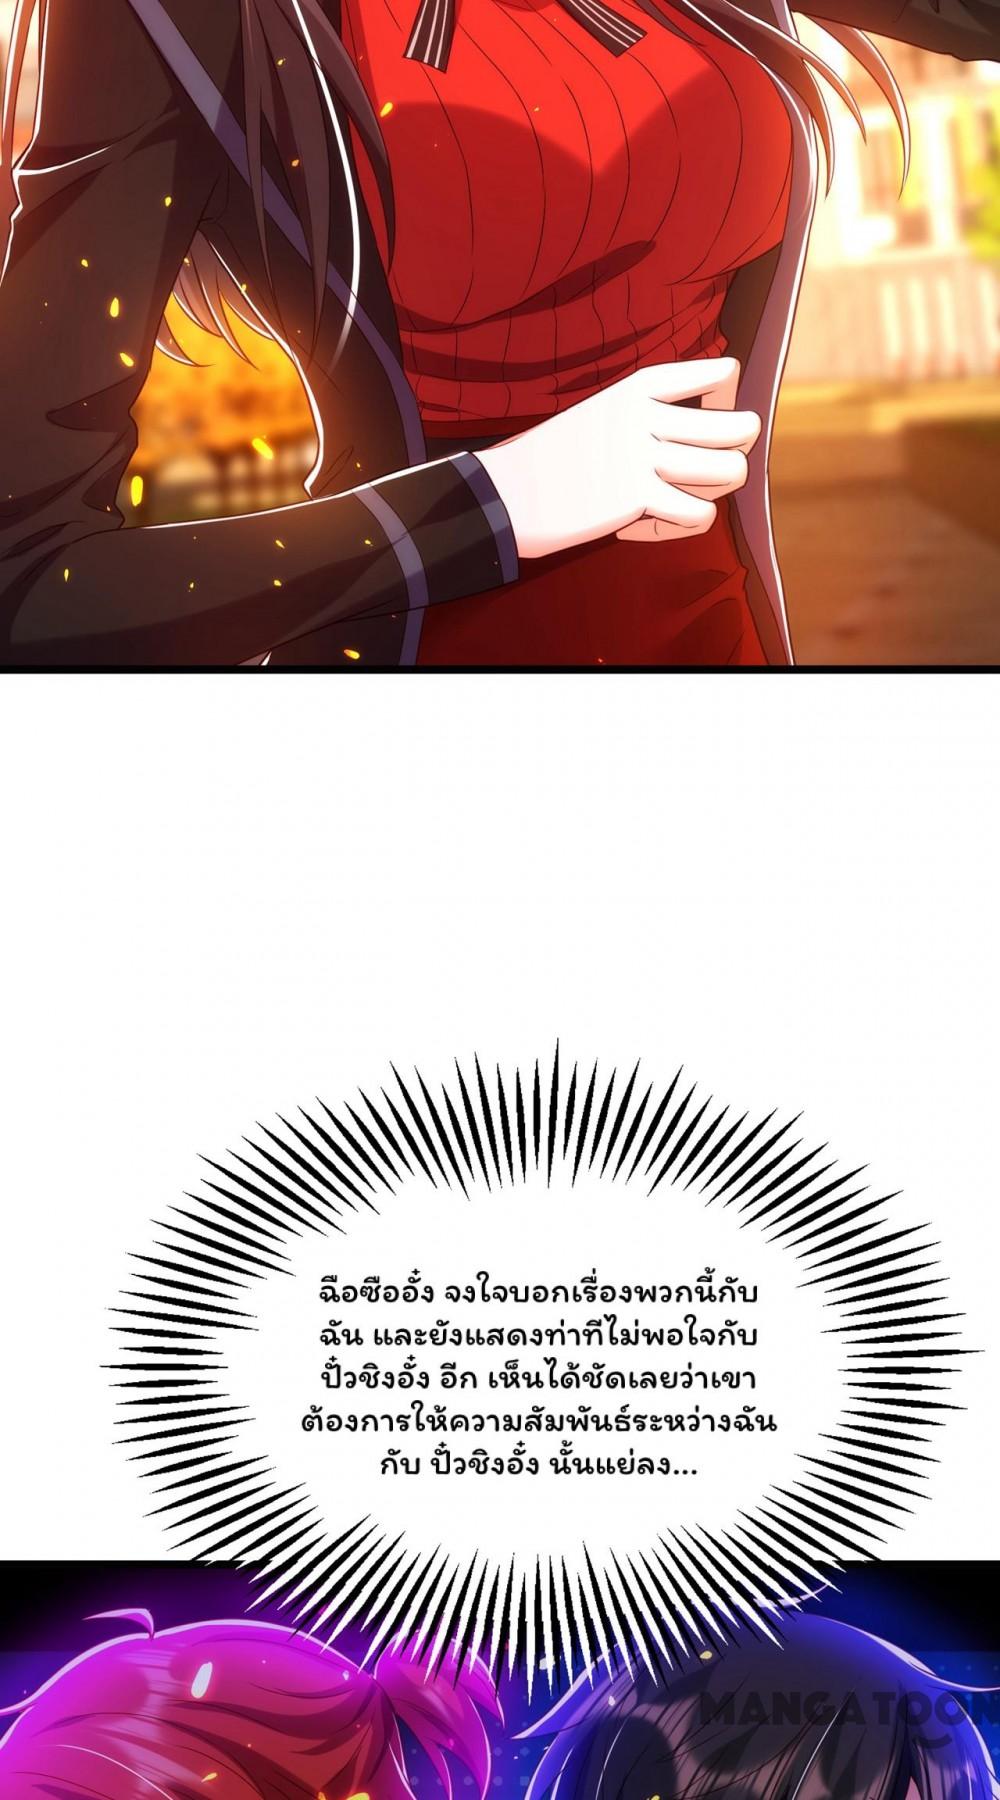 ฉือซืออั๋ง จงใจบอกเรื่องพวกนี้กับ
ฉัน และยังแสดงท่าทีไม่พอใจกับ
ปั๋วชิงอั๋ง อีก เห็นได้ชัดเลยว่าเขา
ต้องการให้ความสัมพันธ์ระหว่างฉัน
กับ ปั๋วชิงอั๋ง นั้นแย่ลง...
MANGATOON